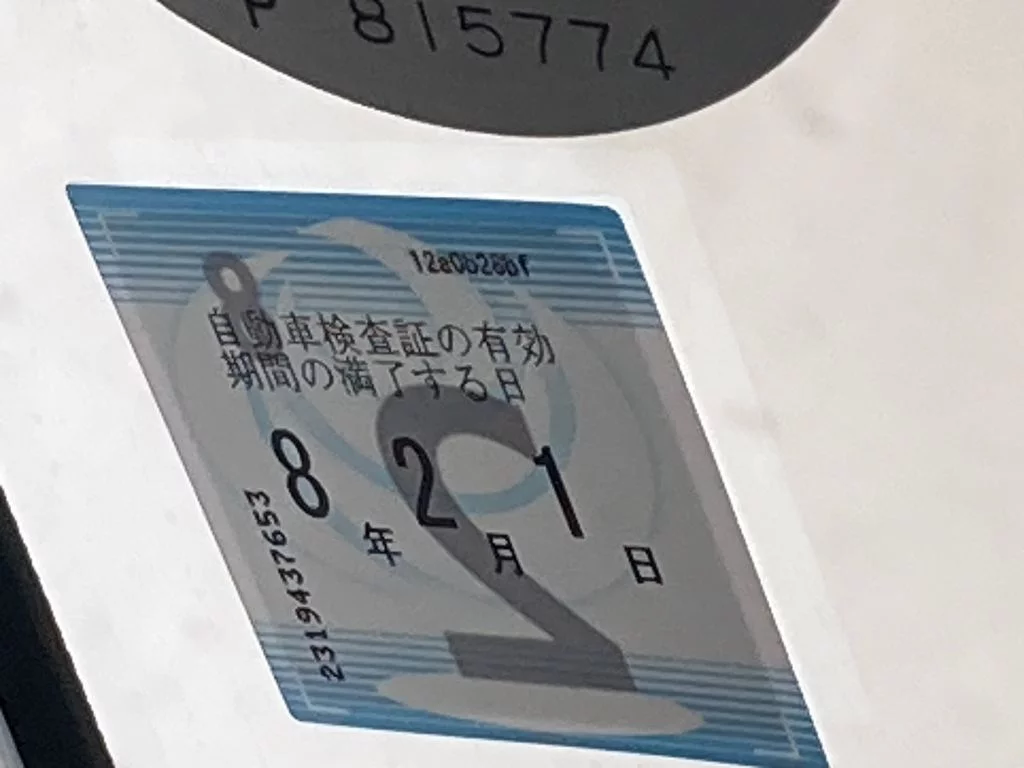 P 815774
12a0b28bf
自動車検査証の有効
期間の満了する日
8年2月1日
2319437653